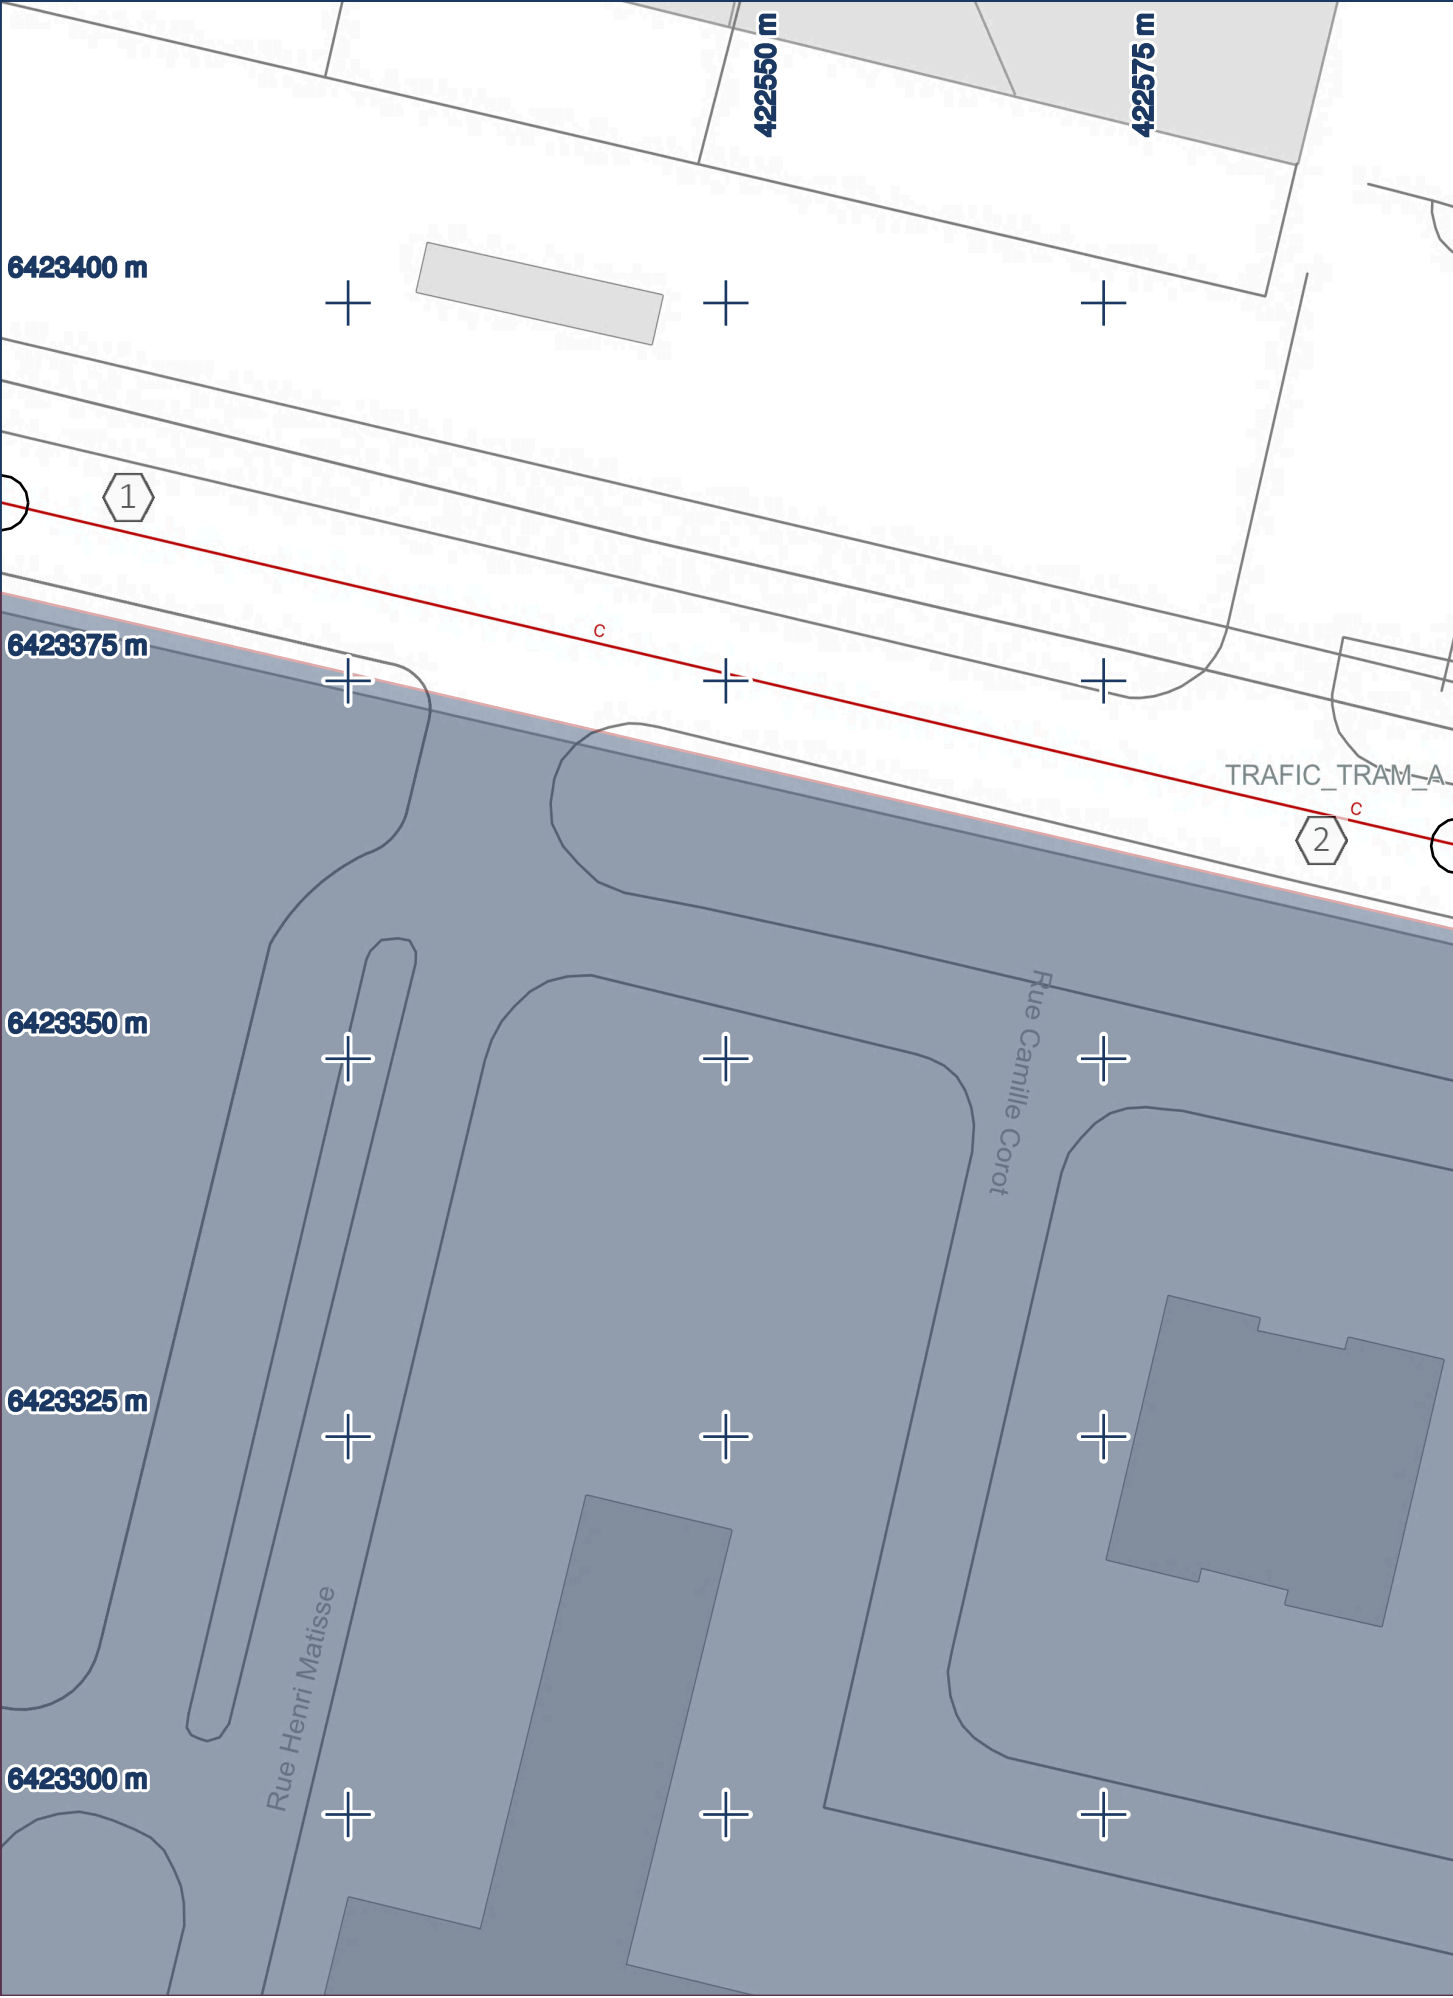 422550 m
422575 m
6423400 m
1
C
6423375 m
TRAFIC_TRAM_A
C
2
6423350 m
Rue Camille Corot
6423325 m
Rue Henri Matisse
6423300 m